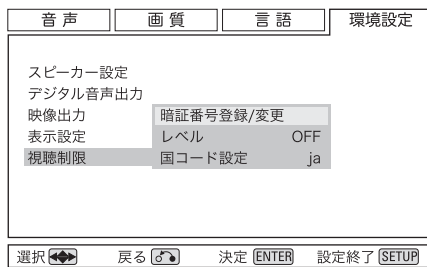 音声 画質 言語 環境設定
スピーカー設定
デジタル音声出力
映像出力 暗証番号登録/変更
表示設定 レベル OFF
視聴制限 国コード設定 ja
選択 戻る 決定 ENTER 設定終了 SETUP